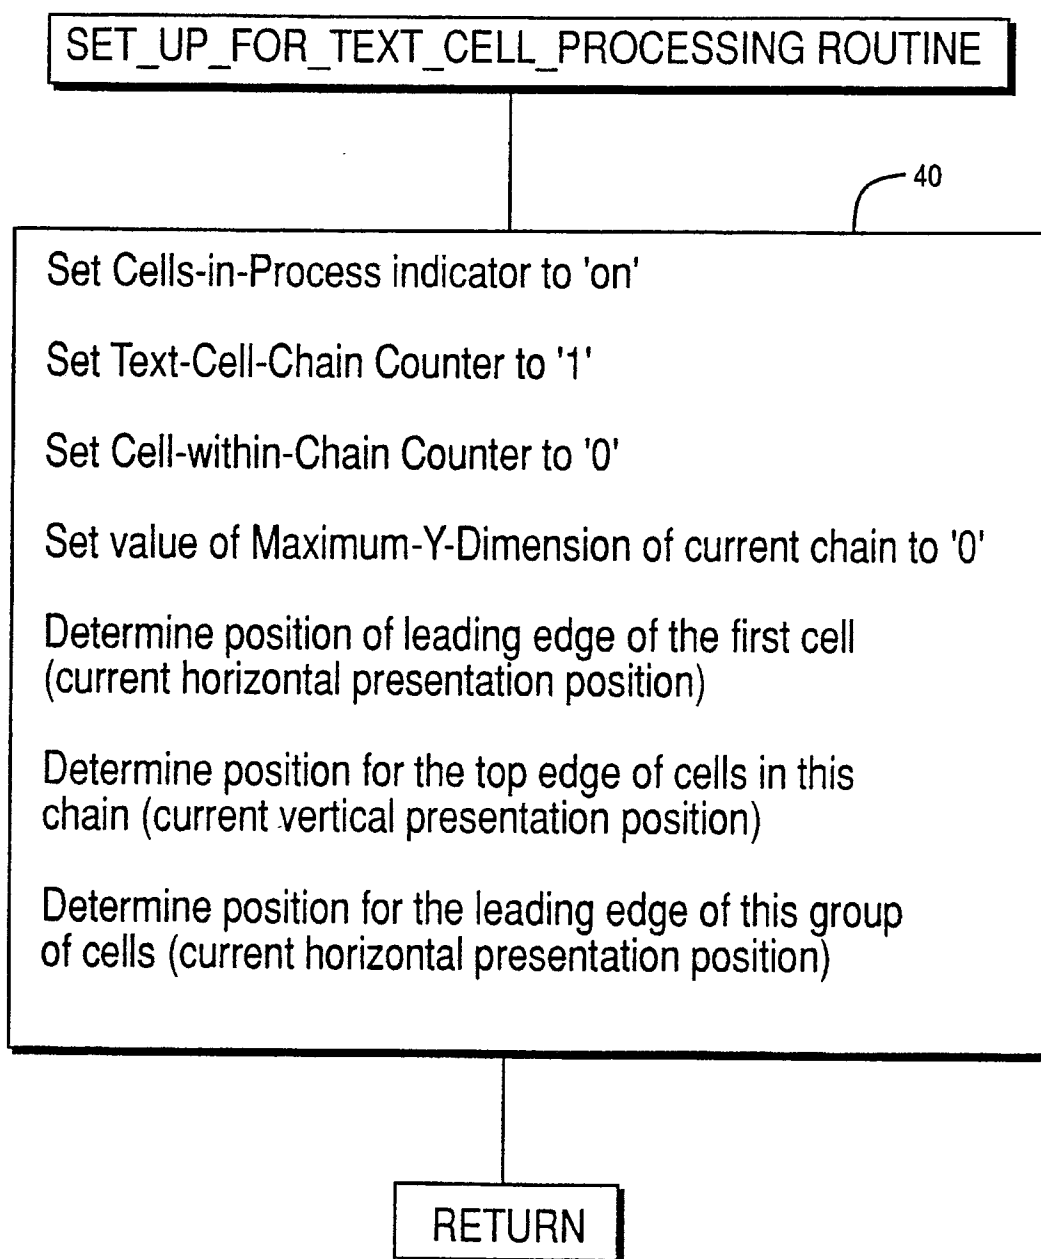 SET_UP_FOR_TEXT_CELL_PROCESSING ROUTINE
40
Set Cells-in-Process indicator to 'on'
Set Text-Cell-Chain Counter to '1'
Set Cell-within-Chain Counter to '0'
Set value of Maximum-Y-Dimension of current chain to '0'
Determine position of leading edge of the first cell
(current horizontal presentation position)
Determine position for the top edge of cells in this
chain (current vertical presentation position)
Determine position for the leading edge of this group
of cells (current horizontal presentation position)
RETURN